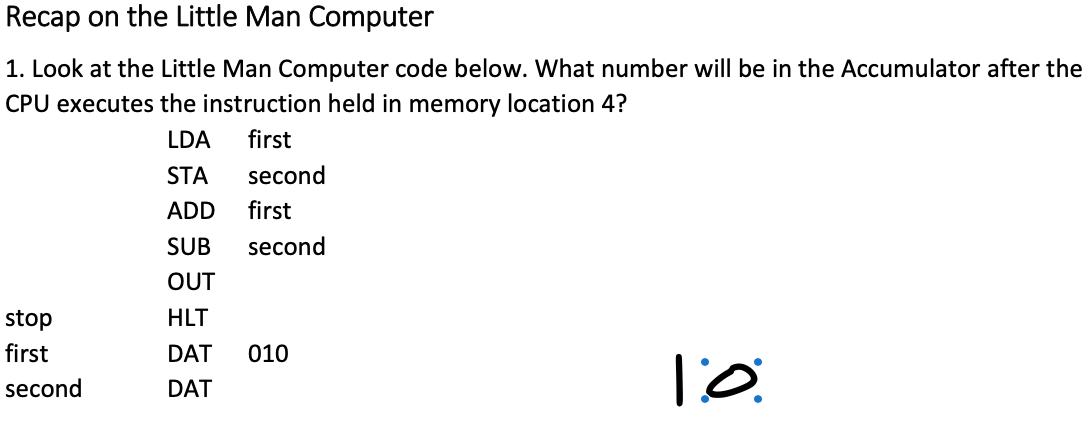 Recap on the Little Man Computer
1. Look at the Little Man Computer code below. What number will be in the Accumulator after the
CPU executes the instruction held in memory location 4?
LDA first
STA second
ADD first
SUB second
OUT
stop HLT
first DAT 010
second DAT
10